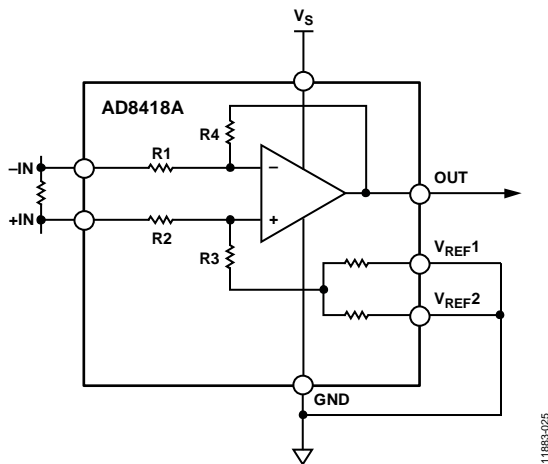 VS
AD8418A
R4
R1
–IN
OUT
+IN
R2
R3
VREF1
VREF2
GND
11883-025